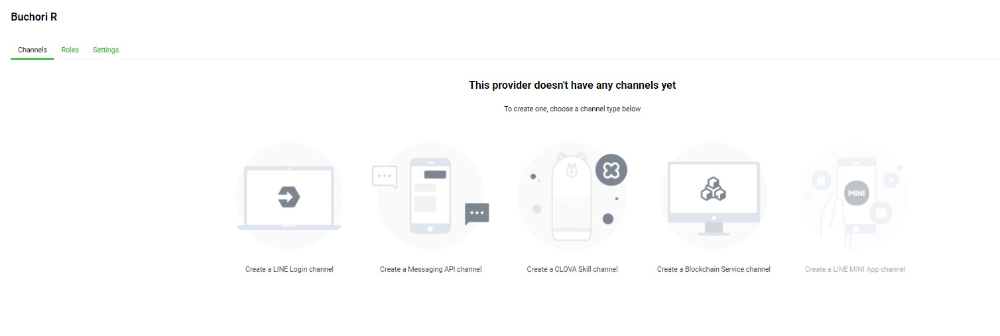 Buchori R
Channels Roles Settings
This provider doesn't have any channels yet
To create one, choose a channel type below
MINI
Create a LINE Login channel Create a Messaging API channel Create a CLOVA Skill channel Create a Blockchain Service channel Create a LINE MINI App channel